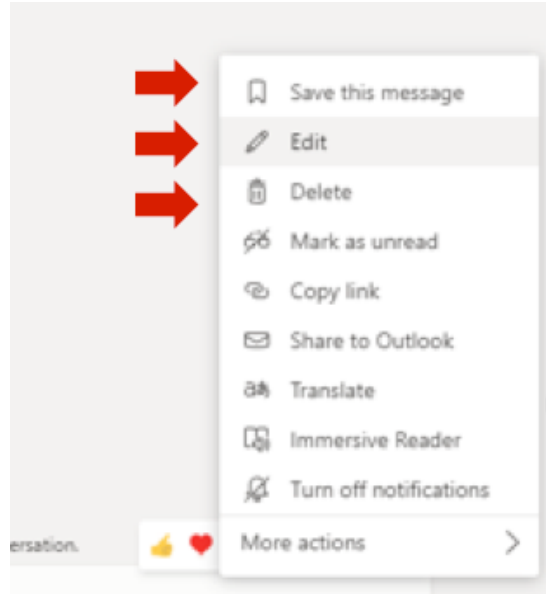 Save this message
Edit
Delete
Mark as unread
Copy link
Share to Outlook
Translate
Immersive Reader
Turn off notifications
ersation.
More actions